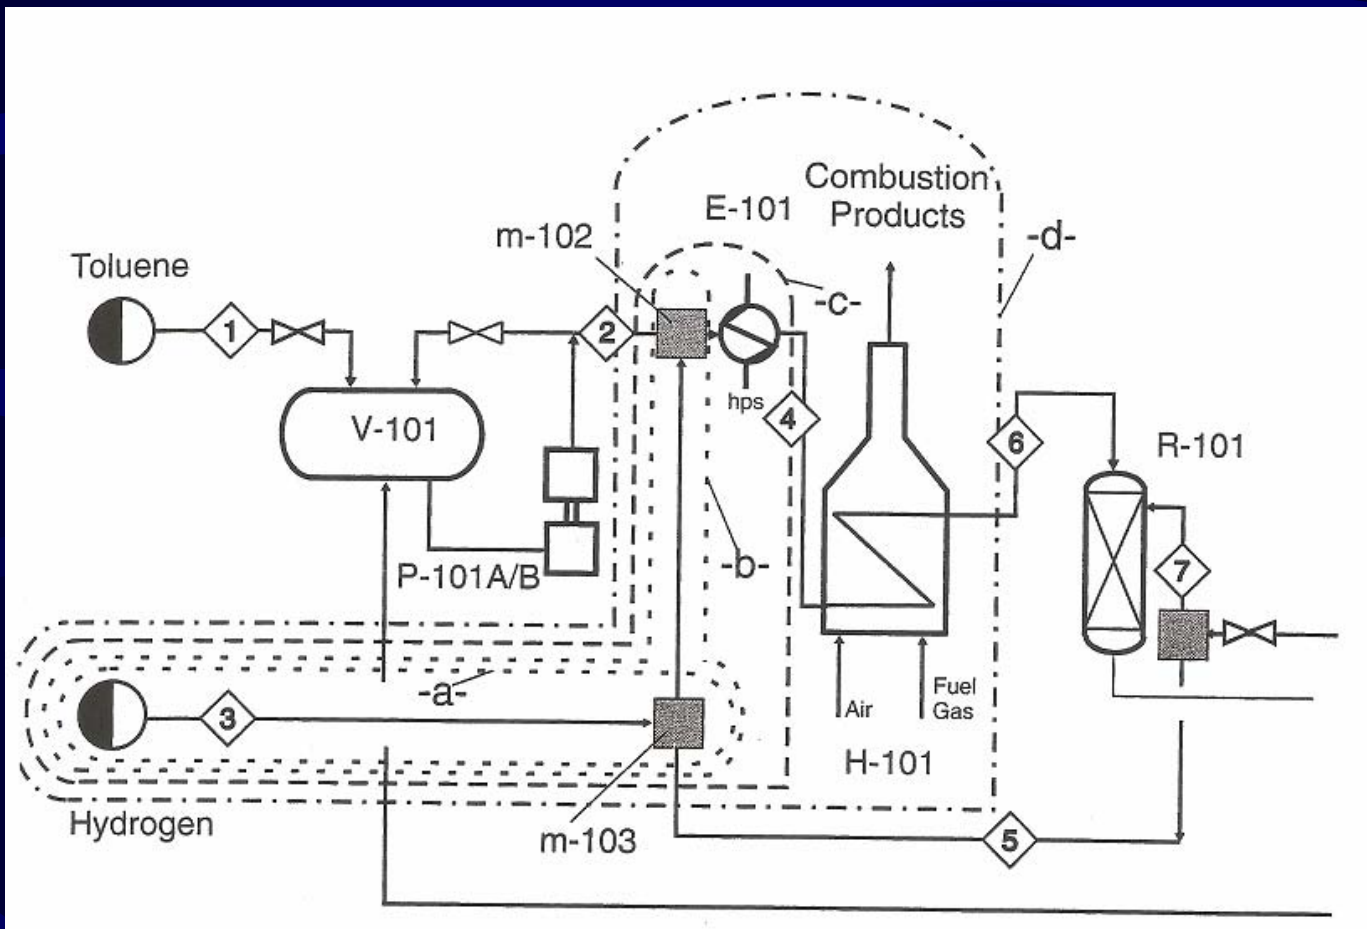 Combustion
Products
E-101
m-102
-d-
Toluene
-c-
1
2
hps
4
V-101
6
R-101
-b-
7
P-101A/B
-a-
3
Air
Fuel
Gas
H-101
Hydrogen
m-103
5